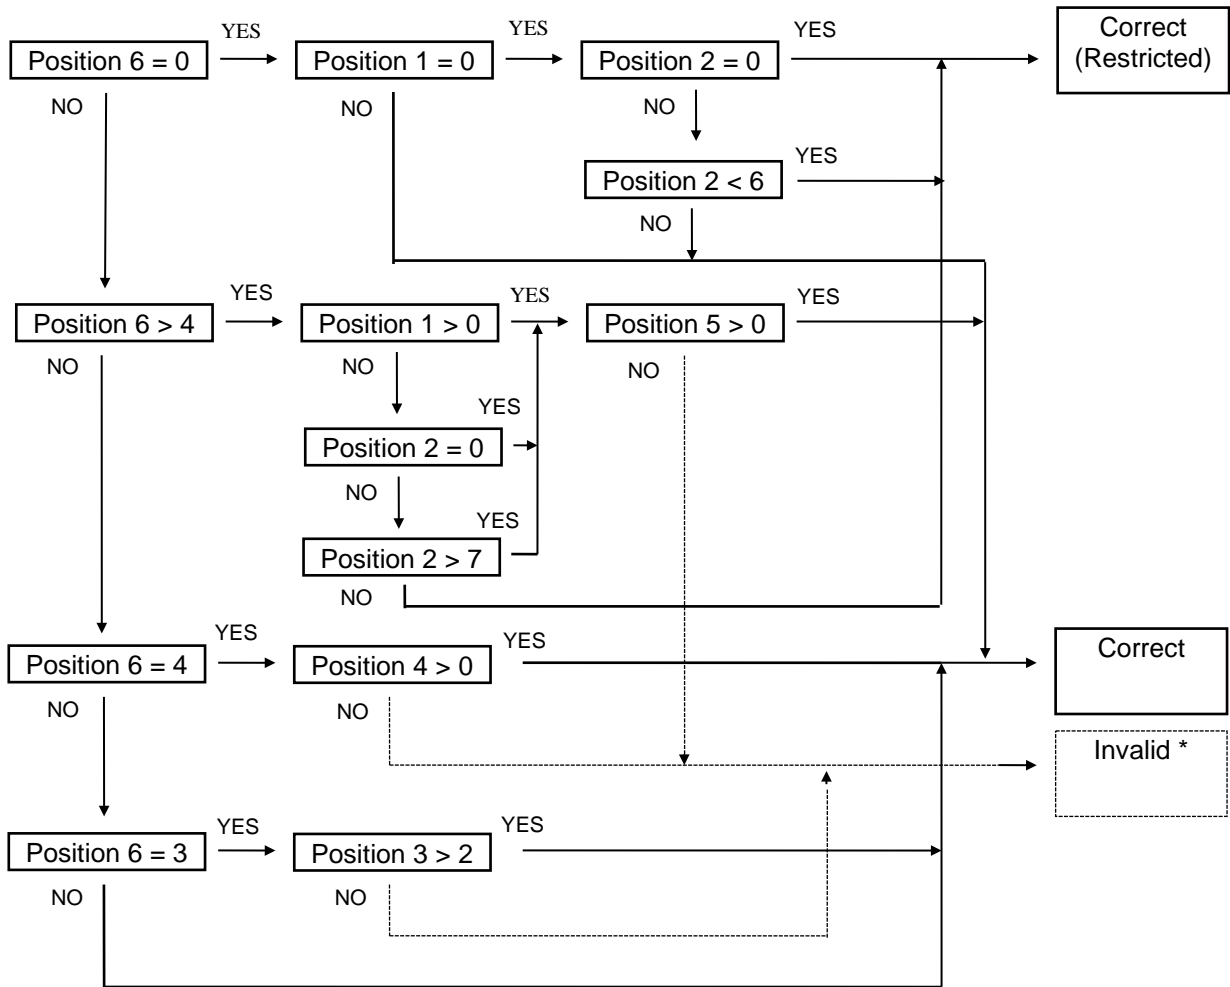 YES
YES
YES
Correct
(Restricted)
Position 6 = 0
Position 1 = 0
Position 2 = 0
NO
NO
NO
YES
Position 2 < 6
NO
YES
YES
YES
Position 6 > 4
Position 1 > 0
Position 5 > 0
NO
NO
NO
YES
Position 2 = 0
NO
YES
Position 2 > 7
NO
YES
YES
Position 6 = 4
Position 4 > 0
Correct
NO
NO
Invalid *
YES
YES
Position 6 = 3
Position 3 > 2
NO
NO